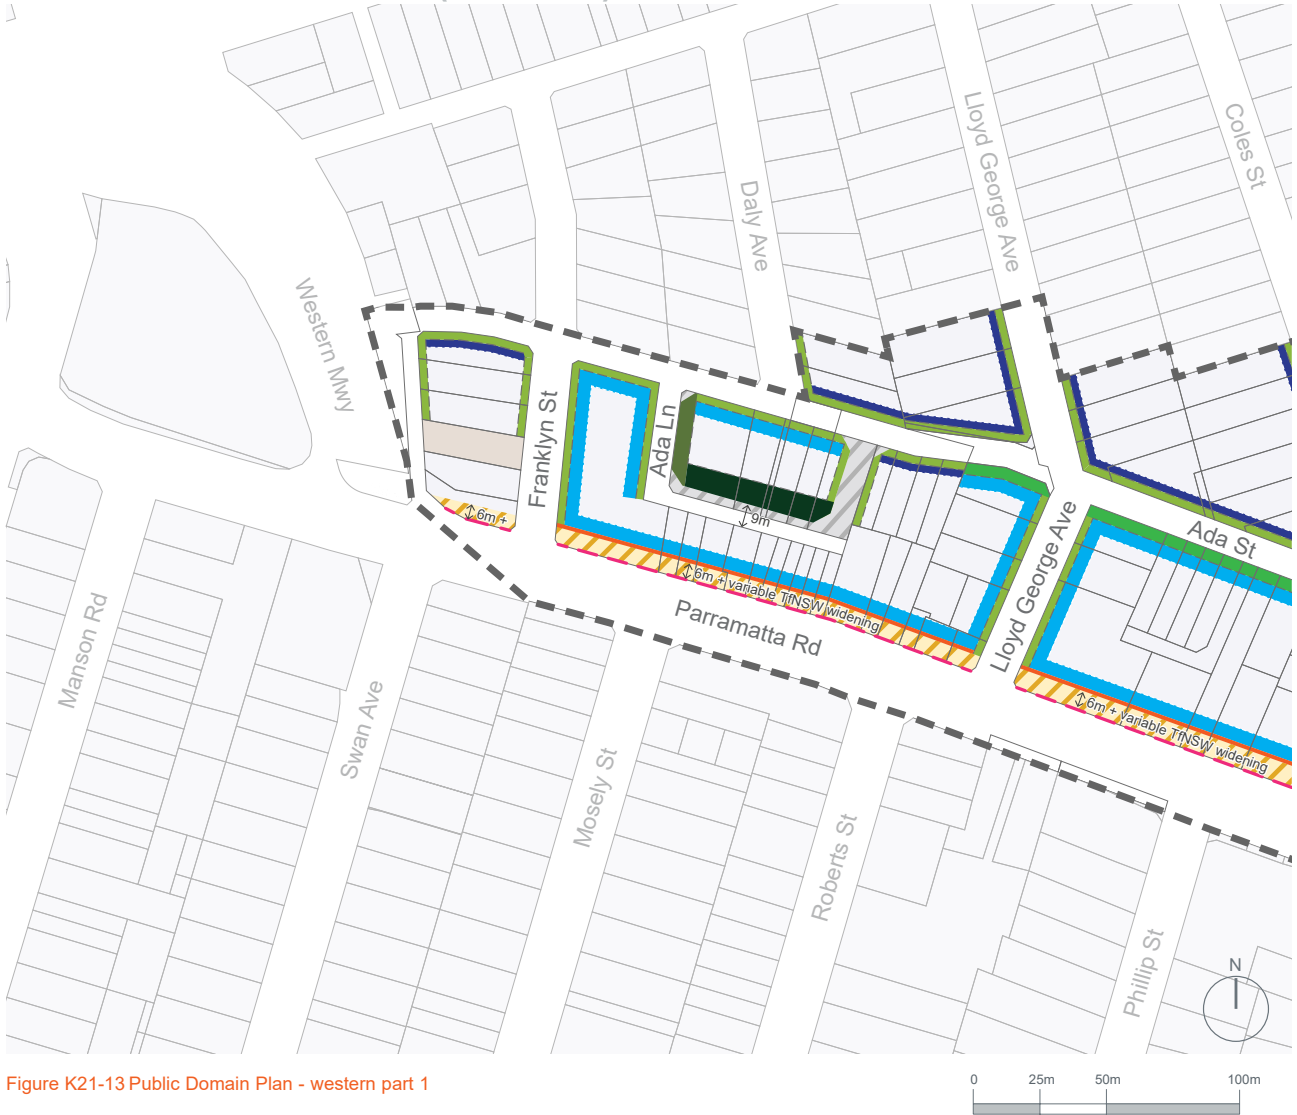 Lloyd George Ave
Coles St
Daly Ave
Western Mwy
Franklyn St
Ada Ln
6m +
9m
Lloyd George Ave
Ada St
6m + variable TfNSW widening
Parramatta Rd
6m + variable TfNSW widening
Manson Rd
Swan Ave
Mosely St
Roberts St
Phillip St
N
Figure K21-13 Public Domain Plan - western part 1
0 25m 50m 100m